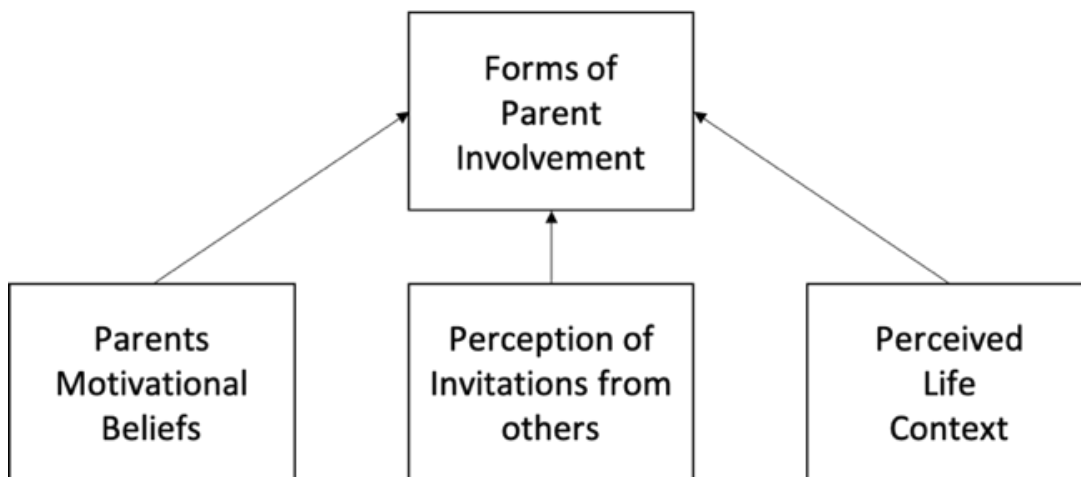 Forms of
Parent
Involvement
Parents
Motivational
Beliefs
Perception of
Invitations from
others
Perceived
Life
Context